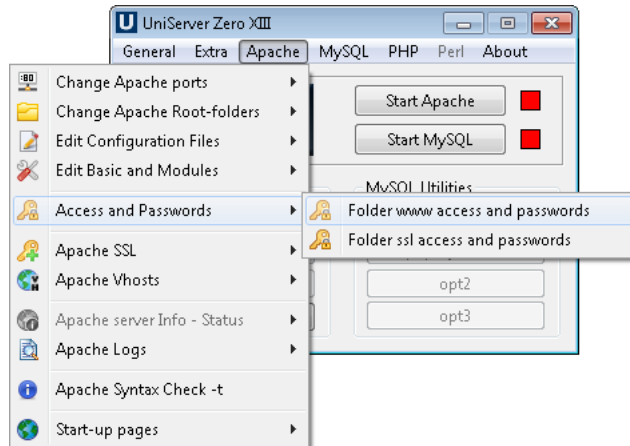 UniServer Zero XIII
General Extra Apache MySQL PHP Perl About
Change Apache ports
Change Apache Root-folders
Edit Configuration Files
Edit Basic and Modules
Access and Passwords
Apache SSL
Apache Vhosts
Apache server Info - Status
Apache Logs
Apache Syntax Check -t
Start-up pages
Start Apache
Start MySQL
MySQL Utilities
Folder www access and passwords
Folder ssl access and passwords
opt2
opt3